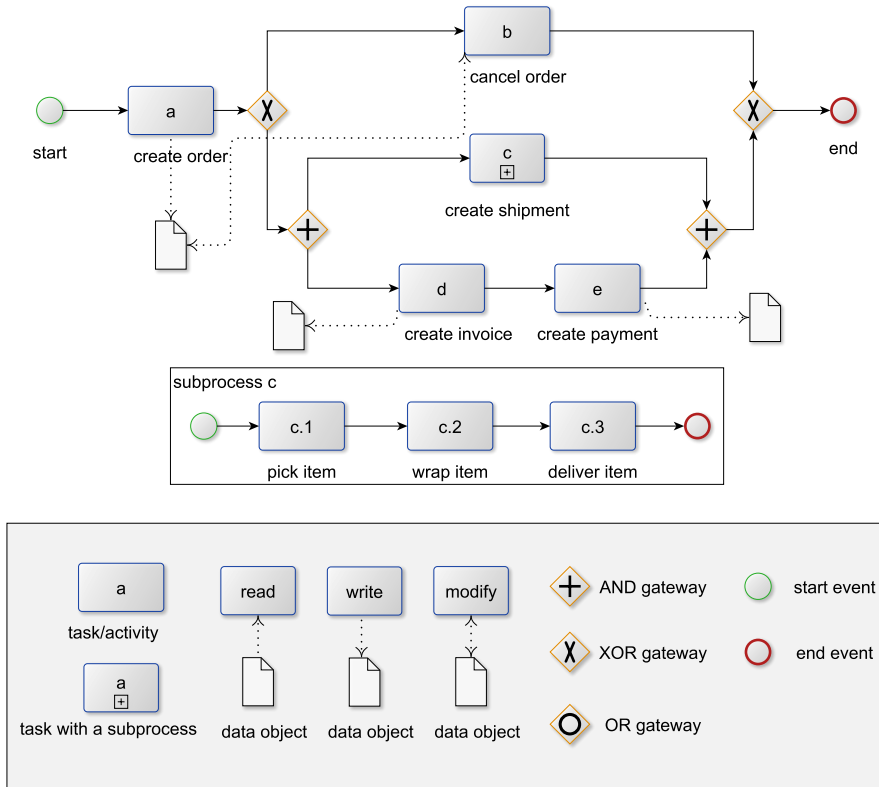 b
cancel order
a
start
create order
end
c
create shipment
d
e
create invoice
create payment
subprocess c
c.1
c.2
c.3
pick item
wrap item
deliver item
a
read
write
modify
AND gateway
start event
task/activity
XOR gateway
end event
a
task with a subprocess
data object
data object
data object
OR gateway